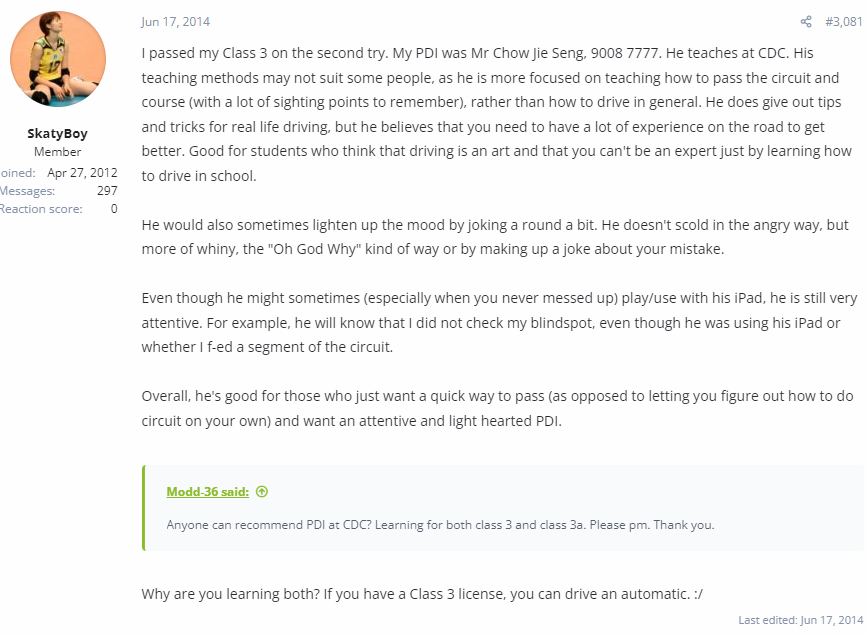 Jun 17, 2014
#3,081
SkatyBoy
Member
oined: Apr 27, 2012
Messages: 297
Reaction score: 0
I passed my Class 3 on the second try. My PDI was Mr Chow Jie Seng, 9008 7777. He teaches at CDC. His
teaching methods may not suit some people, as he is more focused on teaching how to pass the circuit and
course (with a lot of sighting points to remember), rather than how to drive in general. He does give out tips
and tricks for real life driving, but he believes that you need to have a lot of experience on the road to get
better. Good for students who think that driving is an art and that you can't be an expert just by learning how
to drive in school.
He would also sometimes lighten up the mood by joking a round a bit. He doesn't scold in the angry way, but
more of whiny, the "Oh God Why" kind of way or by making up a joke about your mistake.
Even though he might sometimes (especially when you never messed up) play/use with his iPad, he is still very
attentive. For example, he will know that I did not check my blindspot, even though he was using his iPad or
whether I f-ed a segment of the circuit.
Overall, he's good for those who just want a quick way to pass (as opposed to letting you figure out how to do
circuit on your own) and want an attentive and light hearted PDI.
Modd-36 said:
Anyone can recommend PDI at CDC? Learning for both class 3 and class 3a. Please pm. Thank you.
Why are you learning both? If you have a Class 3 license, you can drive an automatic. :/
Last edited: Jun 17, 2014